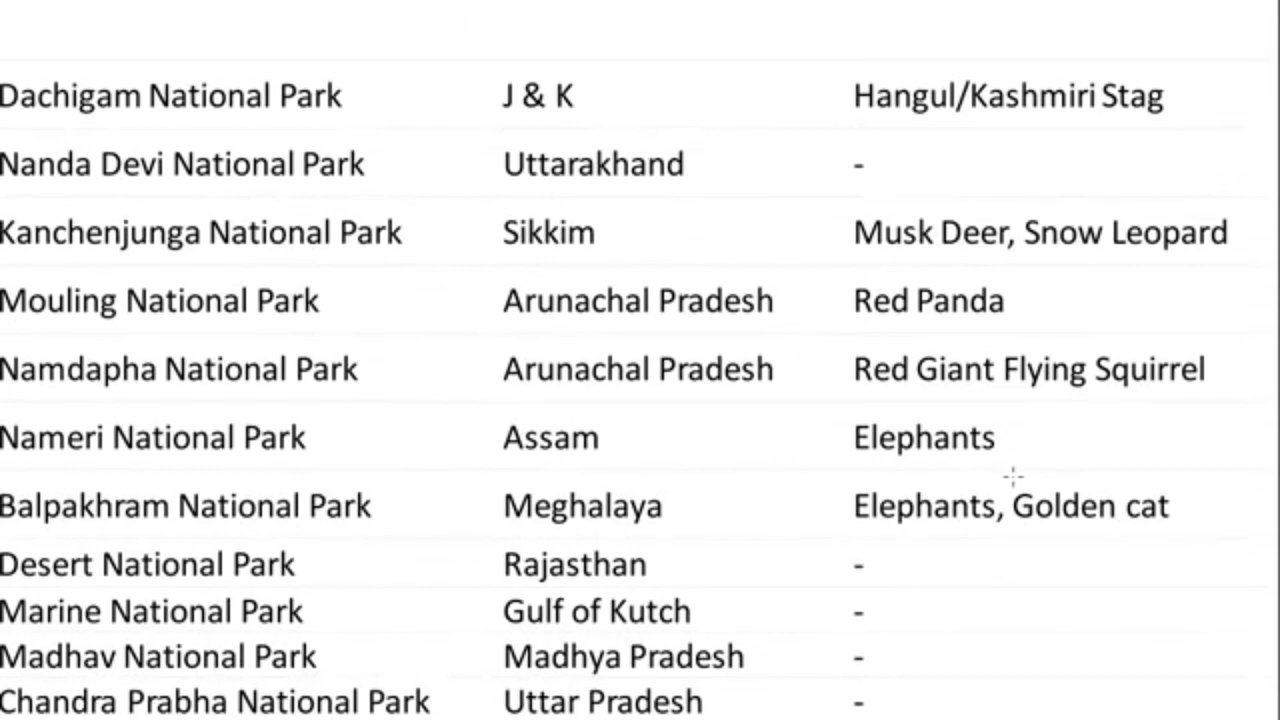 Dachigam National Park J & K Hangul/Kashmiri Stag
Nanda Devi National Park Uttarakhand -
Kanchenjunga National Park Sikkim Musk Deer, Snow Leopard
Mouling National Park Arunachal Pradesh Red Panda
Namdapha National Park Arunachal Pradesh Red Giant Flying Squirrel
Nameri National Park Assam Elephants
Balpakhram National Park Meghalaya Elephants, Golden cat
Desert National Park Rajasthan -
Marine National Park Gulf of Kutch -
Madhav National Park Madhya Pradesh -
Chandra Prabha National Park Uttar Pradesh -